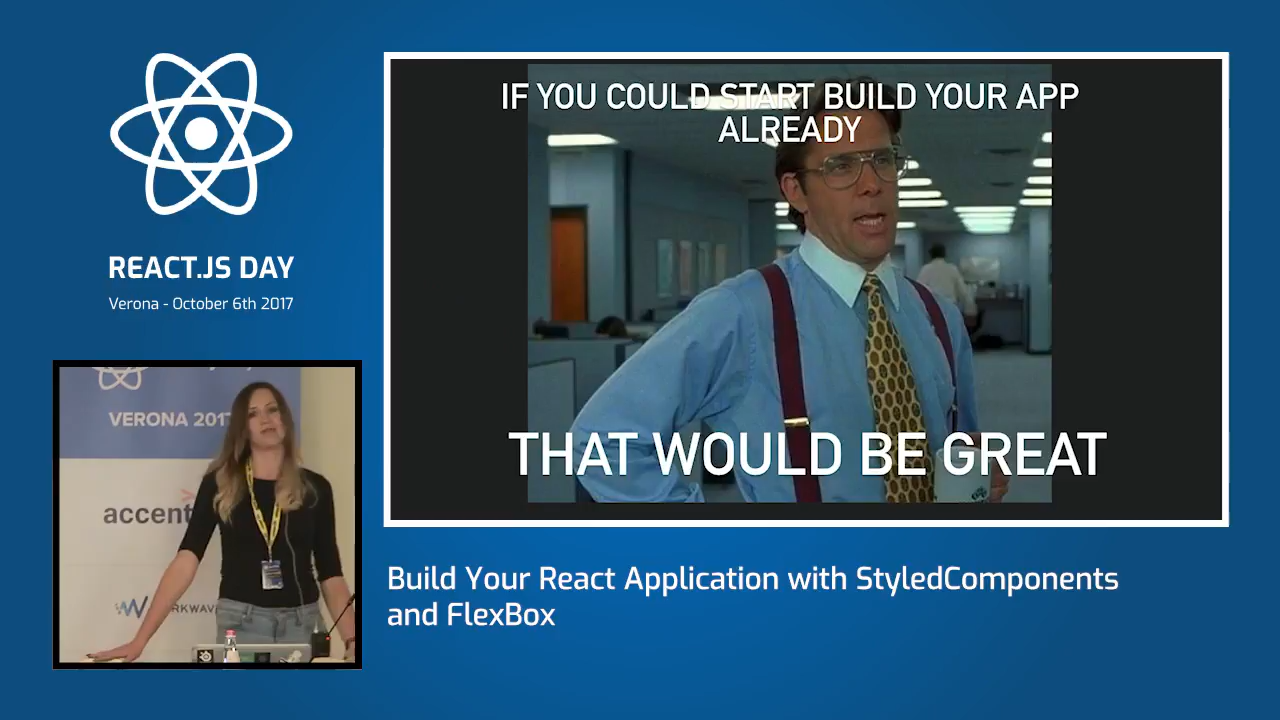 REACT.JS DAY
Verona - October 6th 2017
IF YOU COULD START BUILD YOUR APP
ALREADY
THAT WOULD BE GREAT
VERONA 2017
accent
Build Your React Application with StyledComponents
and FlexBox